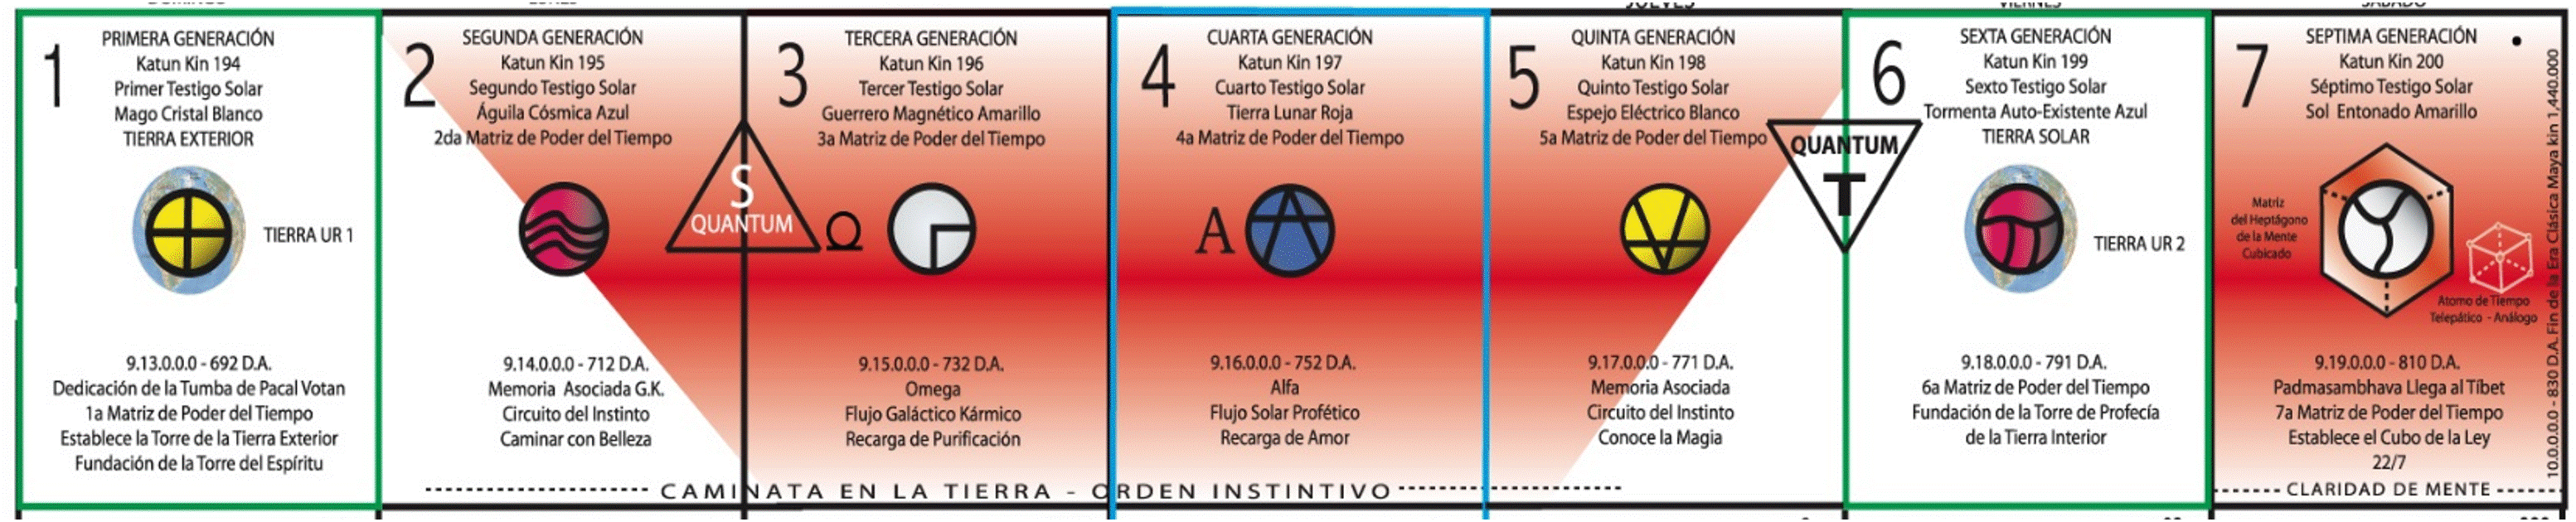 DOMINGO
LUNES
JUEVES
VIERNES
SÁBADO
1
PRIMERA GENERACIÓN
Katun Kin 194
Primer Testigo Solar
Mago Cristal Blanco
TIERRA EXTERIOR
TIERRA UR 1
9.13.0.0.0 - 692 D.A.
Dedicación de la Tumba de Pacal Votan
1a Matriz de Poder del Tiempo
Establece la Torre de la Tierra Exterior
Fundación de la Torre del Espíritu
2
SEGUNDA GENERACIÓN
Katun Kin 195
Segundo Testigo Solar
Águila Cósmica Azul
2da Matriz de Poder del Tiempo
9.14.0.0.0 - 712 D.A.
Memoria Asociada G.K.
Circuito del Instinto
Caminar con Belleza
S
QUANTUM
3
TERCERA GENERACIÓN
Katun Kin 196
Tercer Testigo Solar
Guerrero Magnético Amarillo
3a Matriz de Poder del Tiempo
Ω
9.15.0.0.0 - 732 D.A.
Omega
Flujo Galáctico Kármico
Recarga de Purificación
4
CUARTA GENERACIÓN
Katun Kin 197
Cuarto Testigo Solar
Tierra Lunar Roja
4a Matriz de Poder del Tiempo
A
9.16.0.0.0 - 752 D.A.
Alfa
Flujo Solar Profético
Recarga de Amor
5
QUINTA GENERACIÓN
Katun Kin 198
Quinto Testigo Solar
Espejo Eléctrico Blanco
5a Matriz de Poder del Tiempo
9.17.0.0.0 - 771 D.A.
Memoria Asociada
Circuito del Instinto
Conoce la Magia
QUANTUM
T
6
SEXTA GENERACIÓN
Katun Kin 199
Sexto Testigo Solar
Tormenta Auto-Existente Azul
TIERRA SOLAR
TIERRA UR 2
9.18.0.0.0 - 791 D.A.
6a Matriz de Poder del Tiempo
Fundación de la Torre de Profecía
de la Tierra Interior
7
SEPTIMA GENERACIÓN
Katun Kin 200
Séptimo Testigo Solar
Sol Entonado Amarillo
Matriz
del Heptágono
de la Mente
Cubicado
Atomo de Tiempo
Telepático - Análogo
9.19.0.0.0 - 810 D.A.
Padmasambhava Llega al Tíbet
7a Matriz de Poder del Tiempo
Establece el Cubo de la Ley
22/7
10.0.0.0.0 - 830 D.A. Fin de la Era Clásica Maya kin 1,440.000
CAMINATA EN LA TIERRA - ORDEN INSTINTIVO
CLARIDAD DE MENTE